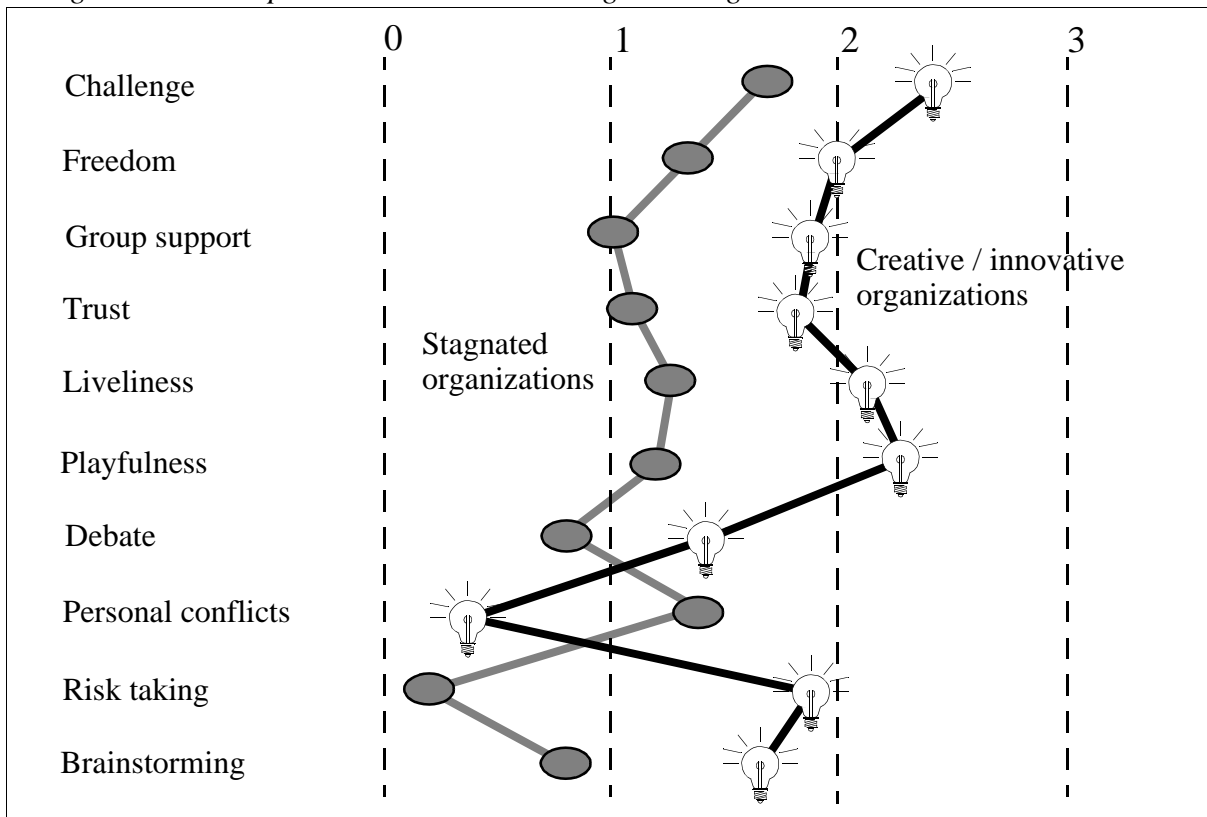 0 1 2 3
Challenge
Freedom
Group support
Creative / innovative
organizations
Trust
Stagnated
organizations
Liveliness
Playfulness
Debate
Personal conflicts
Risk taking
Brainstorming